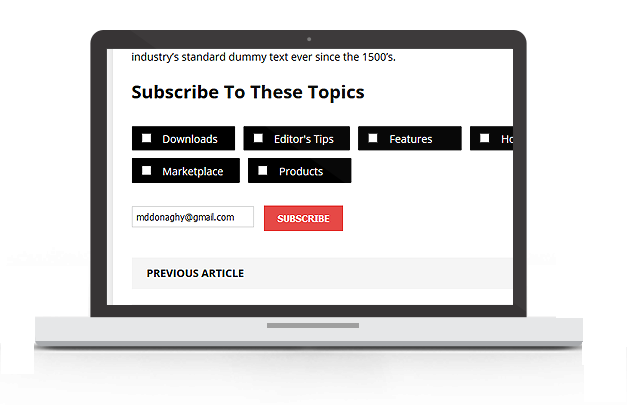 industry's standard dummy text ever since the 1500's.
Subscribe To These Topics
Downloads Editor's Tips Features
Marketplace Products
mddonaghy@gmail.com SUBSCRIBE
PREVIOUS ARTICLE